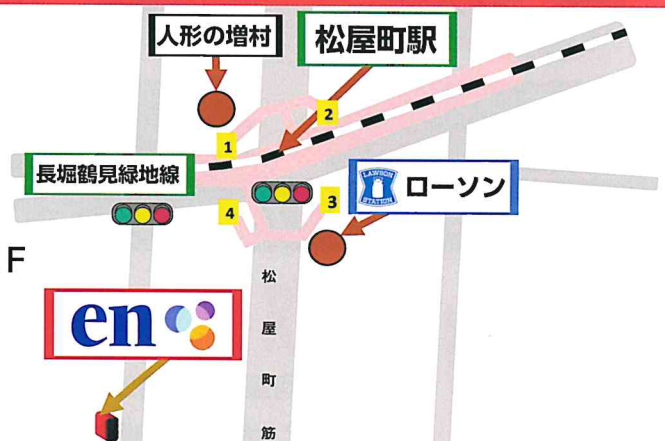 人形の増村
松屋町駅
2
1
長堀鶴見緑地線
LAWSON
STATION
ローソン
4
3
F
松屋町筋
en